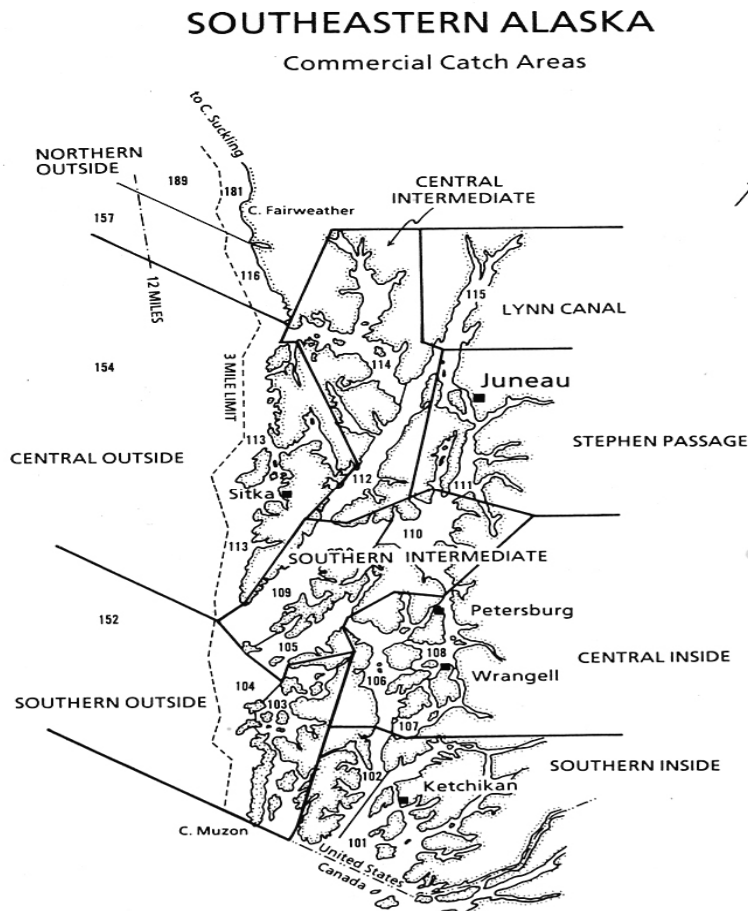 SOUTHEASTERN ALASKA
Commercial Catch Areas
to C. Suckling
NORTHERN
OUTSIDE
189
181
CENTRAL
INTERMEDIATE
C. Fairweather
157
116
12 MILES
115
LYNN CANAL
154
3 MILE LIMIT
114
Juneau
113
STEPHEN PASSAGE
CENTRAL OUTSIDE
112
111
Sitka
110
113
SOUTHERN INTERMEDIATE
109
152
Petersburg
105
108
CENTRAL INSIDE
104
106
Wrangell
SOUTHERN OUTSIDE
103
107
102
SOUTHERN INSIDE
Ketchikan
C. Muzon
101
United States
Canada